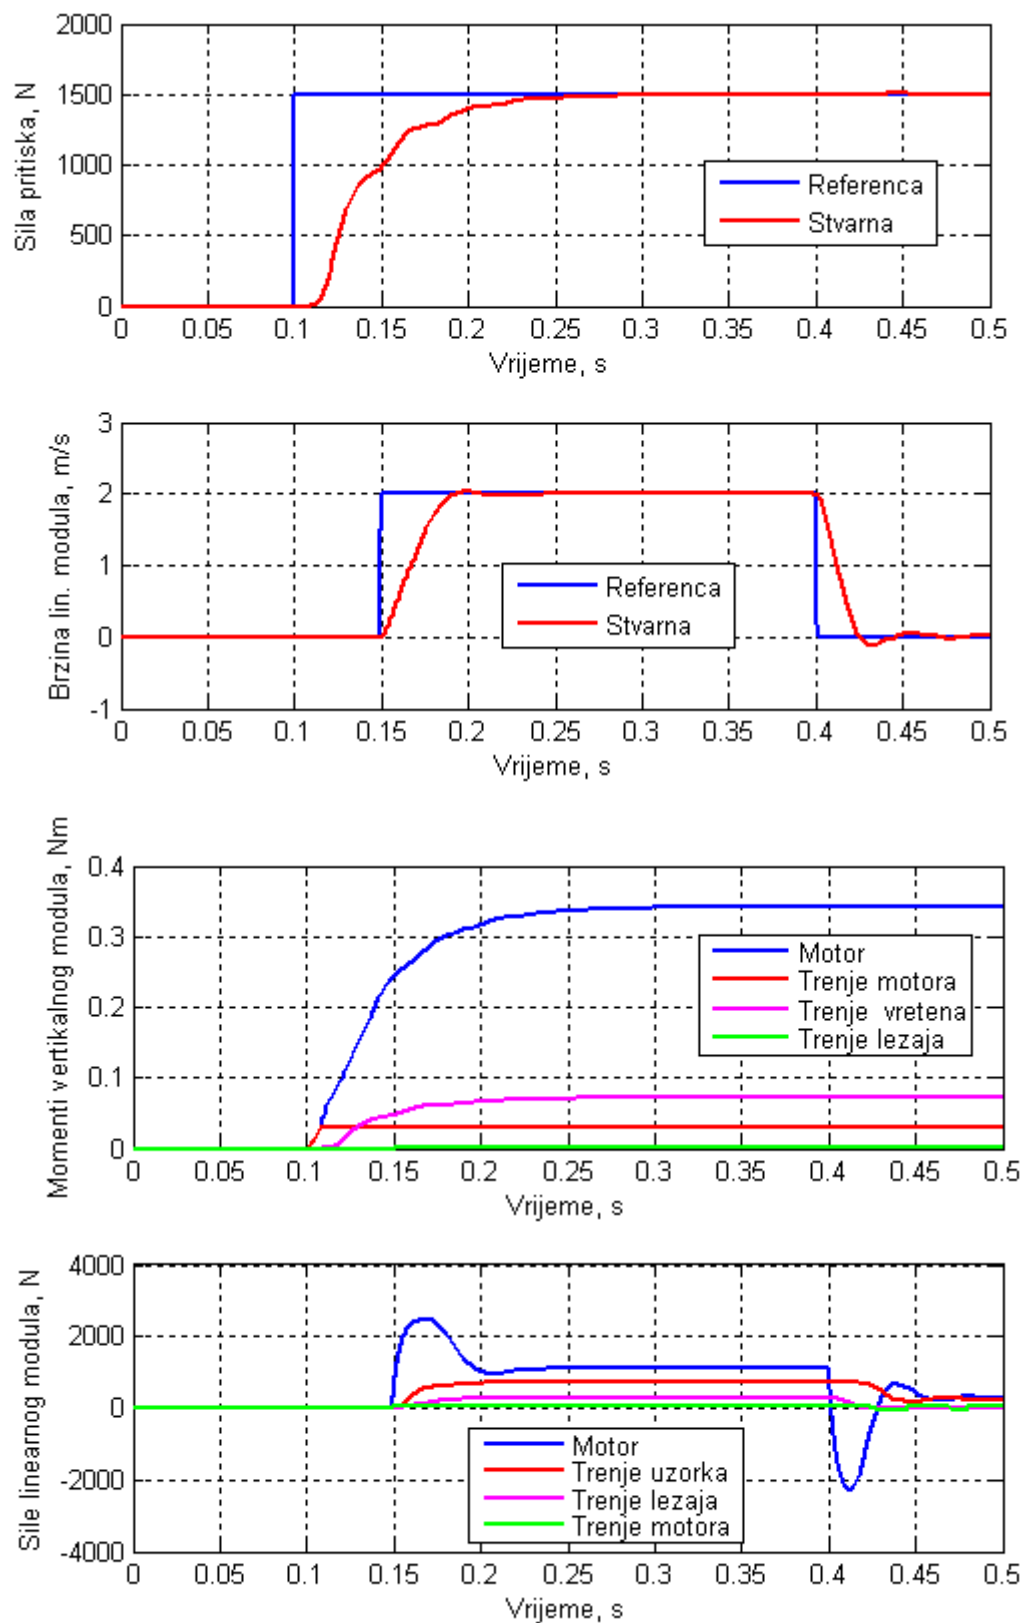 Sila pritiska, N
2000
1500
1000
500
0
Referenca
Stvarna
0 0.05 0.1 0.15 0.2 0.25 0.3 0.35 0.4 0.45 0.5
Vrijeme, s
Brzina lin. modula, m/s
3
2
1
0
-1
Referenca
Stvarna
0 0.05 0.1 0.15 0.2 0.25 0.3 0.35 0.4 0.45 0.5
Vrijeme, s
Momenti vertikalnog modula, Nm
0.4
0.3
0.2
0.1
0
Motor
Trenje motora
Trenje vretena
Trenje lezaja
0 0.05 0.1 0.15 0.2 0.25 0.3 0.35 0.4 0.45 0.5
Vrijeme, s
Sile linearnog modula, N
4000
2000
0
-2000
-4000
Motor
Trenje uzorka
Trenje lezaja
Trenje motora
0 0.05 0.1 0.15 0.2 0.25 0.3 0.35 0.4 0.45 0.5
Vrijeme, s